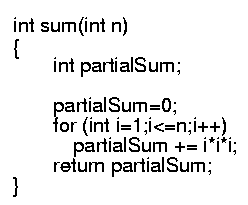 int sum(int n)
{
int partialSum;
partialSum=0;
for (int i=1;i<=n;i++)
partialSum += i*i*i;
return partialSum;
}